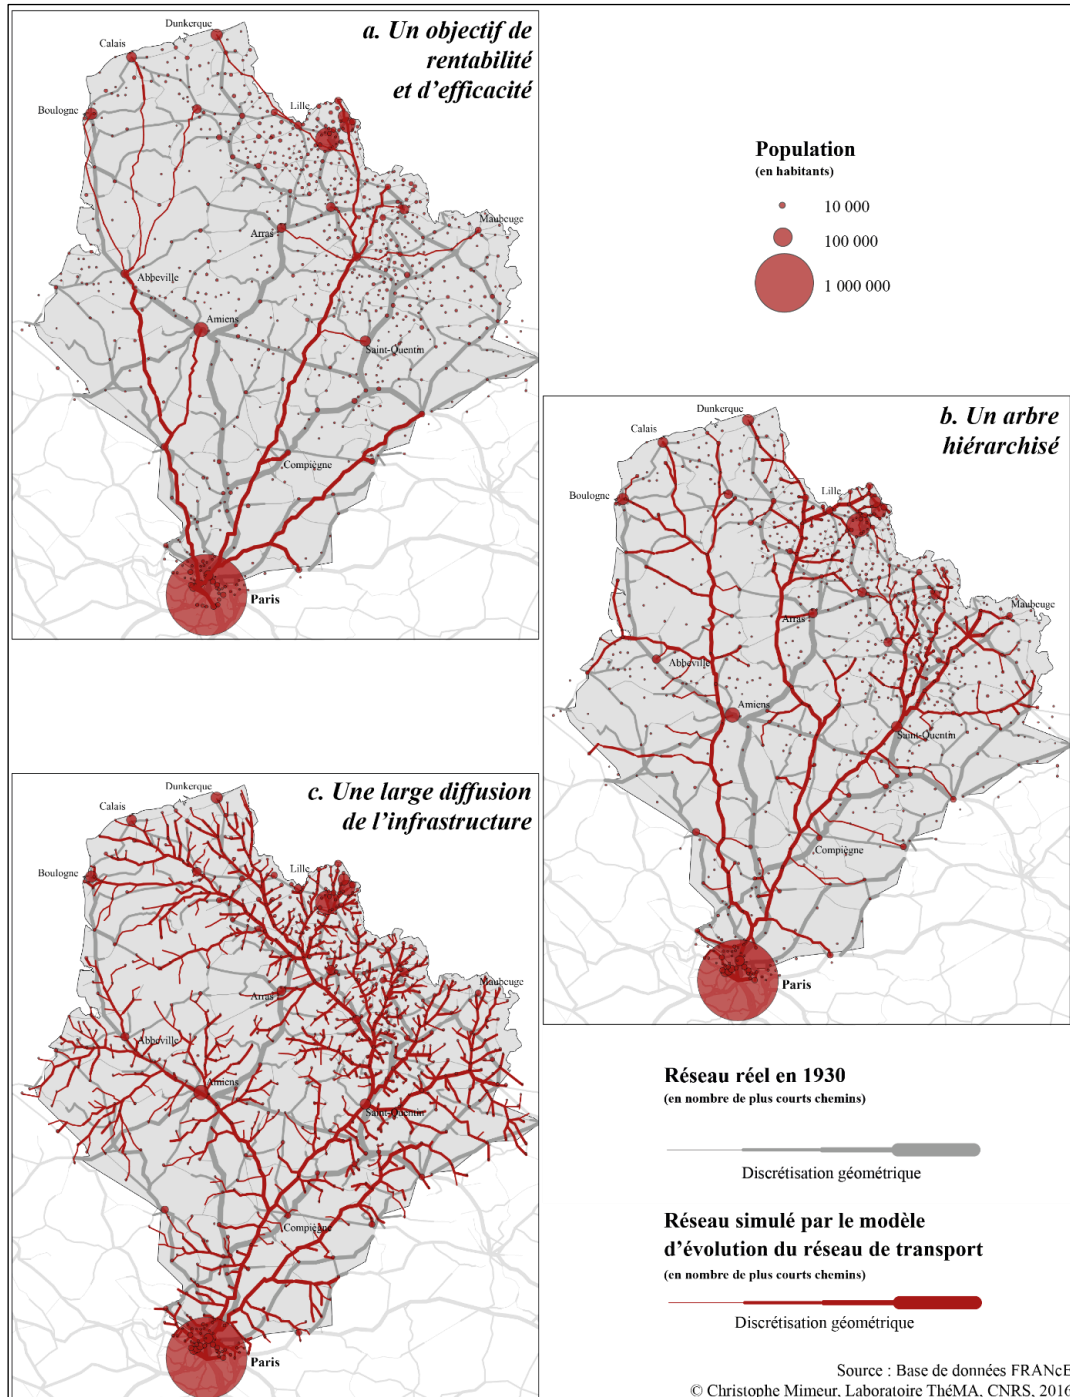 a. Un objectif de
rentabilité
et d'efficacité
Dunkerque
Calais
Boulogne
Lille
Maubeuge
Arras
Abbeville
Amiens
Saint-Quentin
Compiègne
Paris
Population
(en habitants)
10 000
100 000
1 000 000
b. Un arbre
hiérarchisé
Dunkerque
Calais
Boulogne
Lille
Maubeuge
Arras
Abbeville
Amiens
Saint-Quentin
Compiègne
Paris
c. Une large diffusion
de l'infrastructure
Dunkerque
Calais
Boulogne
Lille
Maubeuge
Arras
Abbeville
Amiens
Saint-Quentin
Compiègne
Paris
Réseau réel en 1930
(en nombre de plus courts chemins)
Discrétisation géométrique
Réseau simulé par le modèle
d'évolution du réseau de transport
(en nombre de plus courts chemins)
Discrétisation géométrique
Source : Base de données FRANcE
© Christophe Mimeur, Laboratoire ThéMA, CNRS, 2016